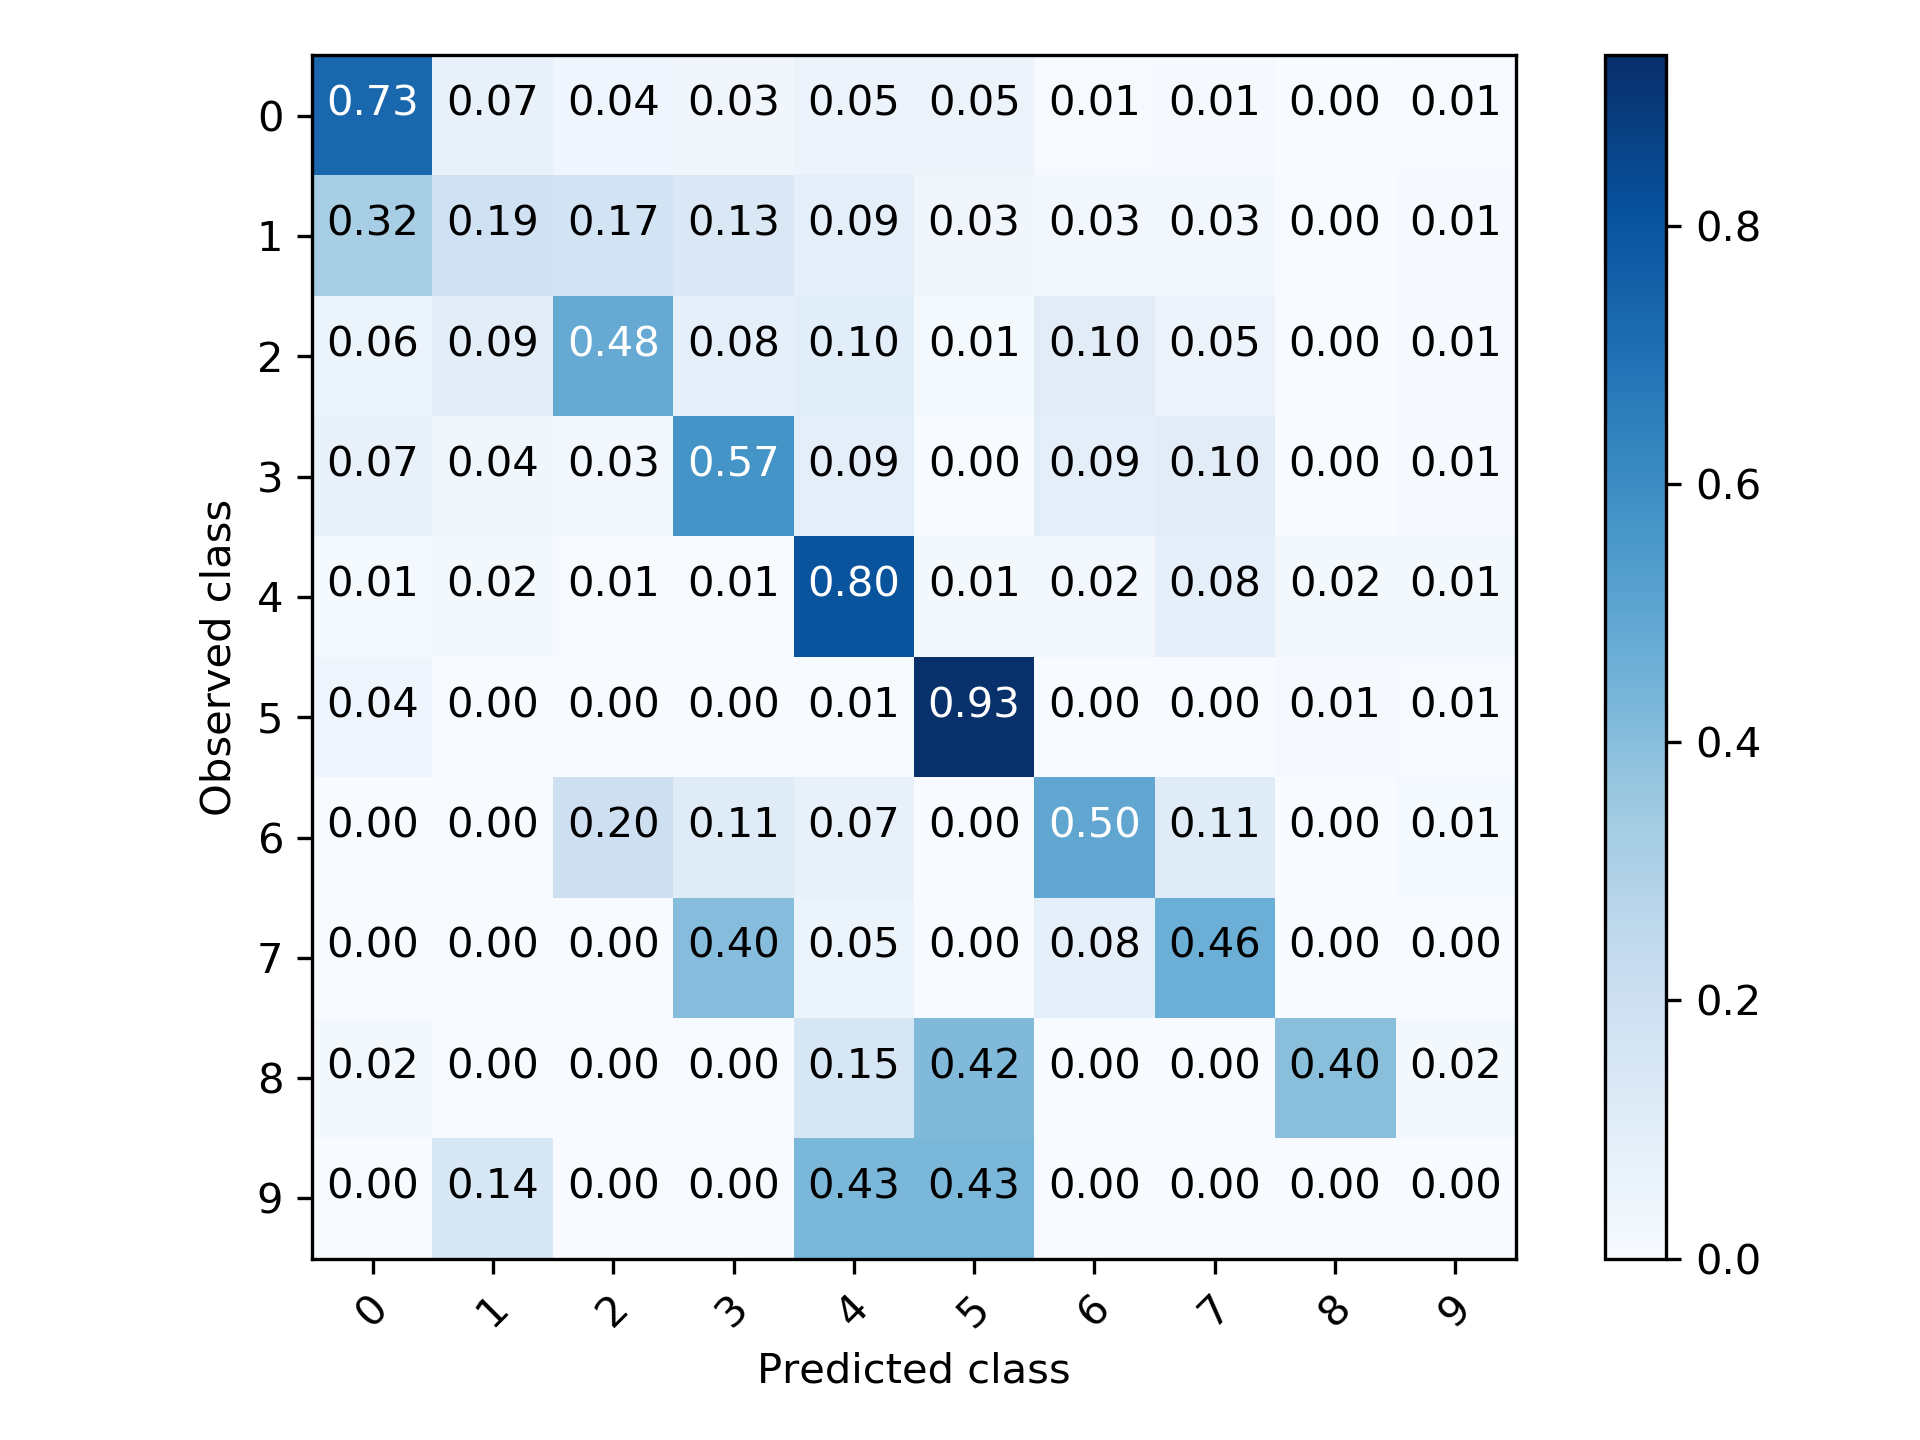 0 0.73 0.07 0.04 0.03 0.05 0.05 0.01 0.01 0.00 0.01
1 0.32 0.19 0.17 0.13 0.09 0.03 0.03 0.03 0.00 0.01
2 0.06 0.09 0.48 0.08 0.10 0.01 0.10 0.05 0.00 0.01
3 0.07 0.04 0.03 0.57 0.09 0.00 0.09 0.10 0.00 0.01
4 0.01 0.02 0.01 0.01 0.80 0.01 0.02 0.08 0.02 0.01
5 0.04 0.00 0.00 0.00 0.01 0.93 0.00 0.00 0.01 0.01
6 0.00 0.00 0.20 0.11 0.07 0.00 0.50 0.11 0.00 0.01
7 0.00 0.00 0.00 0.40 0.05 0.00 0.08 0.46 0.00 0.00
8 0.02 0.00 0.00 0.00 0.15 0.42 0.00 0.00 0.40 0.02
9 0.00 0.14 0.00 0.00 0.43 0.43 0.00 0.00 0.00 0.00
0 1 2 3 4 5 6 7 8 9
Predicted class
Observed class
0.8
0.6
0.4
0.2
0.0